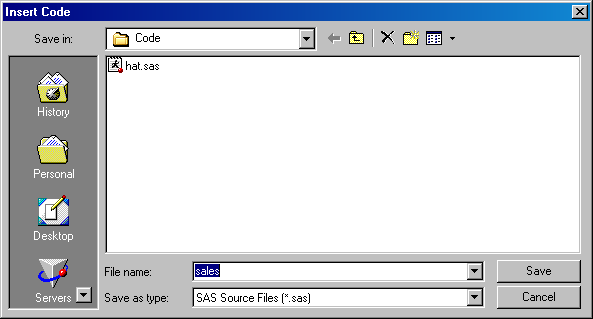 Insert Code
Save in:
Code
hat.sas
History
Personal
Desktop
Servers
File name:
sales
Save
Save as type:
SAS Source Files (*.sas)
Cancel